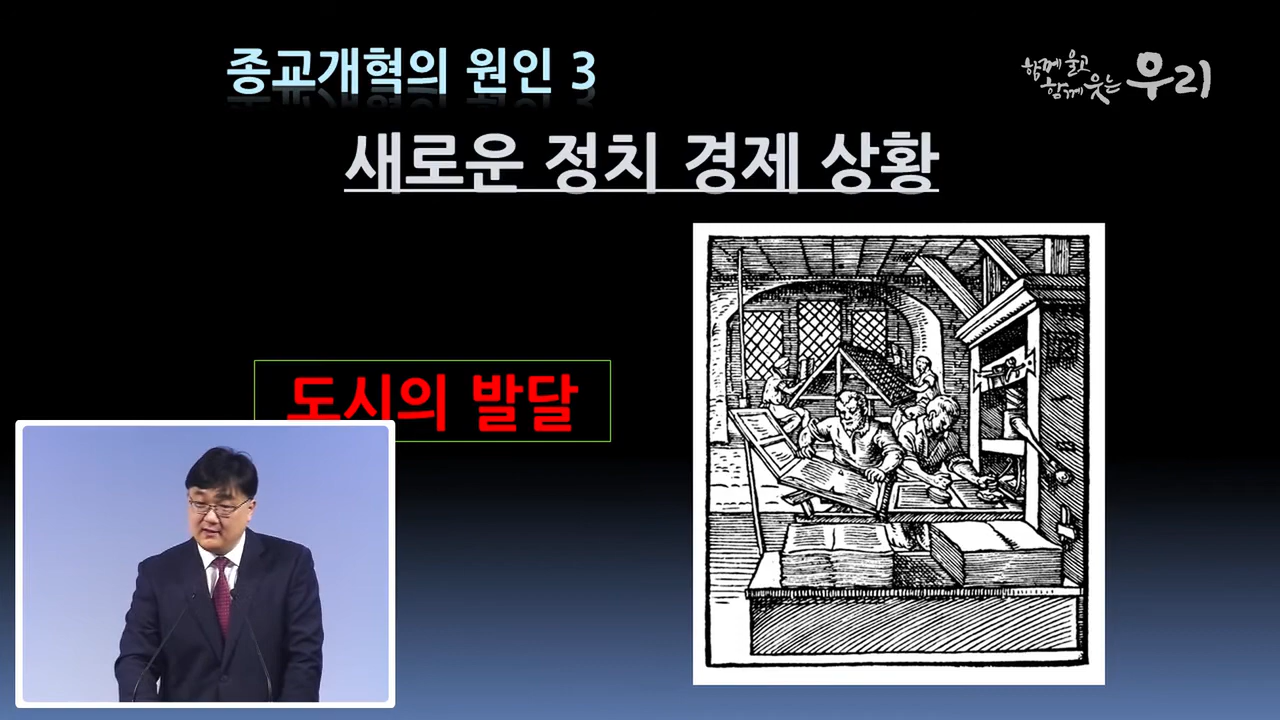 종교개혁의 원인 3
함께 울고
함께 웃는 우리
새로운 정치 경제 상황
도시의 발달